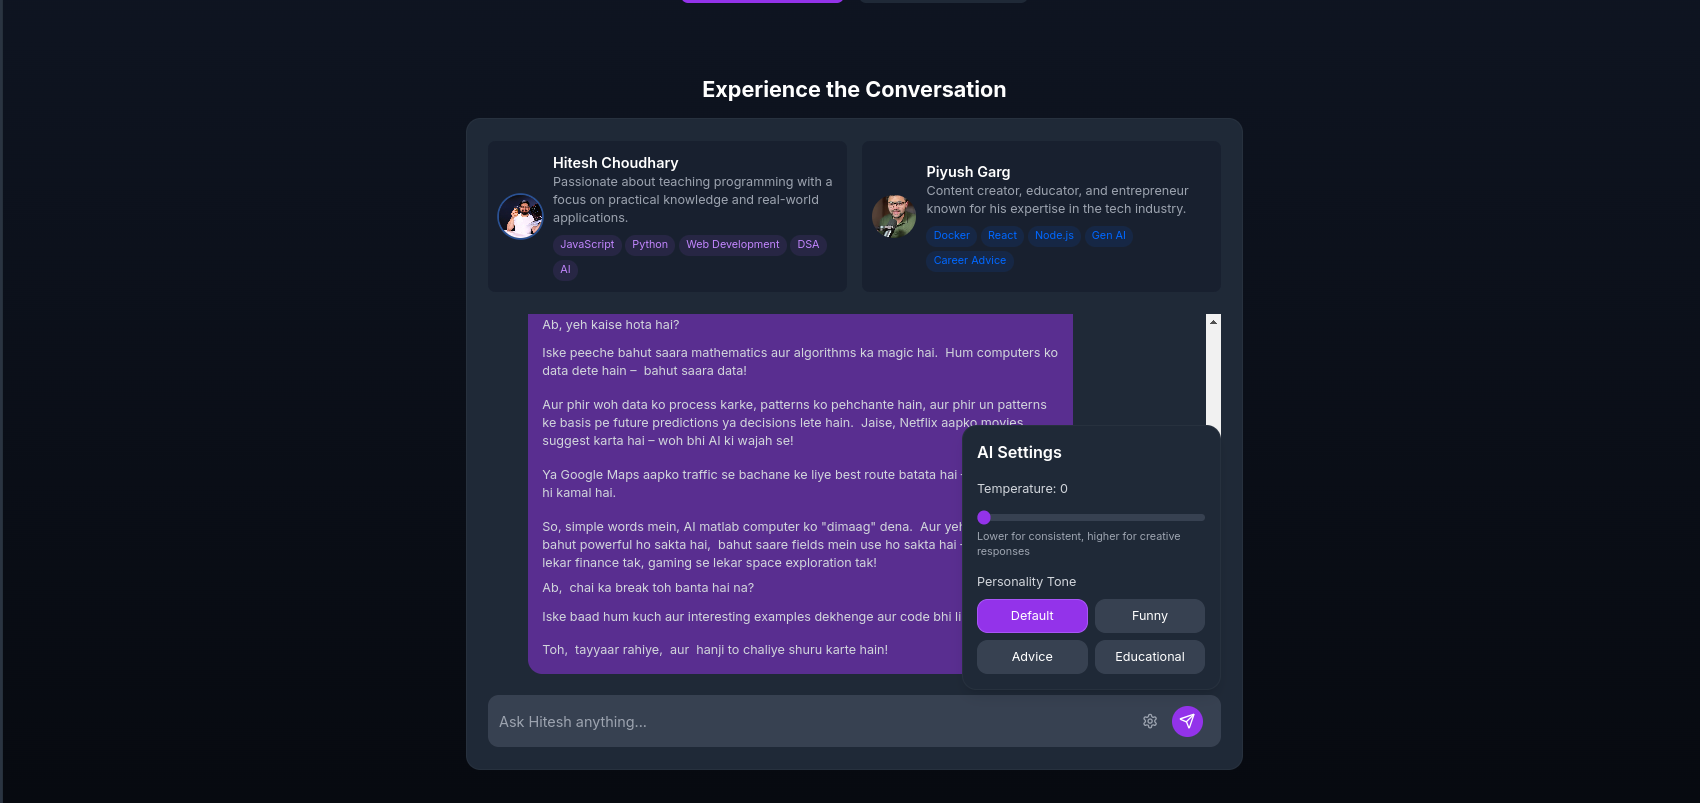 Experience the Conversation
Hitesh Choudhary
Passionate about teaching programming with a
focus on practical knowledge and real-world
applications.
JavaScript
Python
Web Development
DSA
AI
Piyush Garg
Content creator, educator, and entrepreneur
known for his expertise in the tech industry.
Docker
React
Node.js
Gen AI
Career Advice
Ab, yeh kaise hota hai?
Iske peeche bahut saara mathematics aur algorithms ka magic hai.  Hum computers ko
data dete hain –  bahut saara data!
Aur phir woh data ko process karke, patterns ko pehchante hain, aur phir un patterns
ke basis pe future predictions ya decisions lete hain.  Jaise, Netflix aapko movies
suggest karta hai – woh bhi AI ki wajah se!
Ya Google Maps aapko traffic se bachane ke liye best route batata hai
hi kamal hai.
So, simple words mein, AI matlab computer ko "dimaag" dena.  Aur yeh
bahut powerful ho sakta hai,  bahut saare fields mein use ho sakta hai
lekar finance tak, gaming se lekar space exploration tak!
Ab,  chai ka break toh banta hai na?
Iske baad hum kuch aur interesting examples dekhenge aur code bhi
Toh,  tayyaar rahiye,  aur  hanji to chaliye shuru karte hain!
AI Settings
Temperature: 0
Lower for consistent, higher for creative
responses
Personality Tone
Default
Funny
Advice
Educational
Ask Hitesh anything...